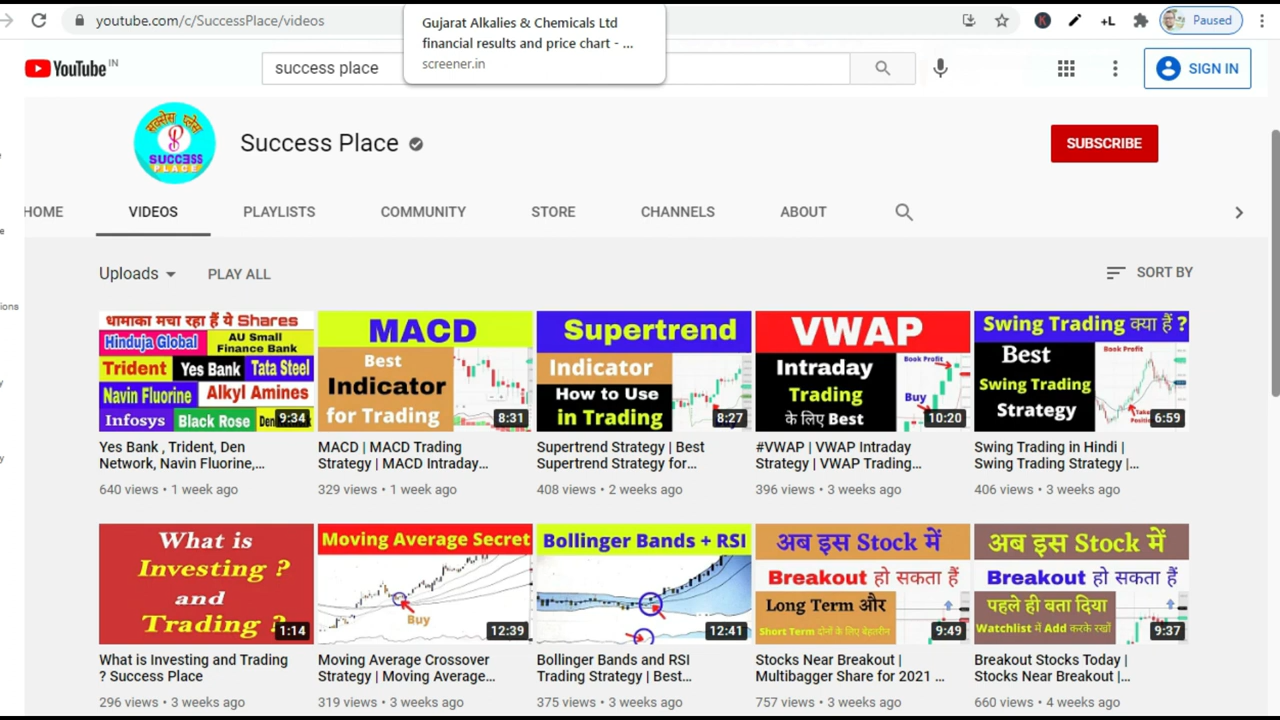 youtube.com/c/SuccessPlace/videos
Gujarat Alkalies & Chemicals Ltd
financial results and price chart - ...
screener.in
K
+L
Paused
YouTube IN
success place
SIGN IN
सक्सेस प्लेस
SUCCESS
PLACE
Success Place
SUBSCRIBE
HOME
VIDEOS
PLAYLISTS
COMMUNITY
STORE
CHANNELS
ABOUT
Uploads
PLAY ALL
SORT BY
ions
धामाका मचा रहा हैं ये Shares
Hinduja Global
AU Small
Finance Bank
Trident
Yes Bank
Tata Steel
Navin Fluorine
Alkyl Amines
Infosys
Black Rose
Den
9:34
MACD
Best
Indicator
for Trading
8:31
Supertrend
Indicator
How to Use
in Trading
8:27
VWAP
Intraday
Trading
के लिए Best
Book Profit
Buy
10:20
Swing Trading क्या हैं ?
Best
Swing Trading
Strategy
Book Profit
Take
Positi
6:59
Yes Bank , Trident, Den
Network, Navin Fluorine,...
640 views • 1 week ago
MACD | MACD Trading
Strategy | MACD Intraday...
329 views • 1 week ago
Supertrend Strategy | Best
Supertrend Strategy for...
408 views • 2 weeks ago
#VWAP | VWAP Intraday
Strategy | VWAP Trading...
396 views • 3 weeks ago
Swing Trading in Hindi |
Swing Trading Strategy |...
406 views • 3 weeks ago
What is
Investing ?
and
Trading ?
1:14
Moving Average Secret
Buy
12:39
Bollinger Bands + RSI
12:41
अब इस Stock में
Breakout हो सकता हैं
Long Term और
Short Term दोनों के लिए बेहतरीन
9:49
अब इस Stock में
Breakout हो सकता हैं
पहले ही बता दिया
Watchlist में Add करके रखों
9:37
What is Investing and Trading
? Success Place
296 views • 3 weeks ago
Moving Average Crossover
Strategy | Moving Average...
319 views • 3 weeks ago
Bollinger Bands and RSI
Trading Strategy | Best...
375 views • 3 weeks ago
Stocks Near Breakout |
Multibagger Share for 2021 ...
757 views • 3 weeks ago
Breakout Stocks Today |
Stocks Near Breakout |...
660 views • 4 weeks ago